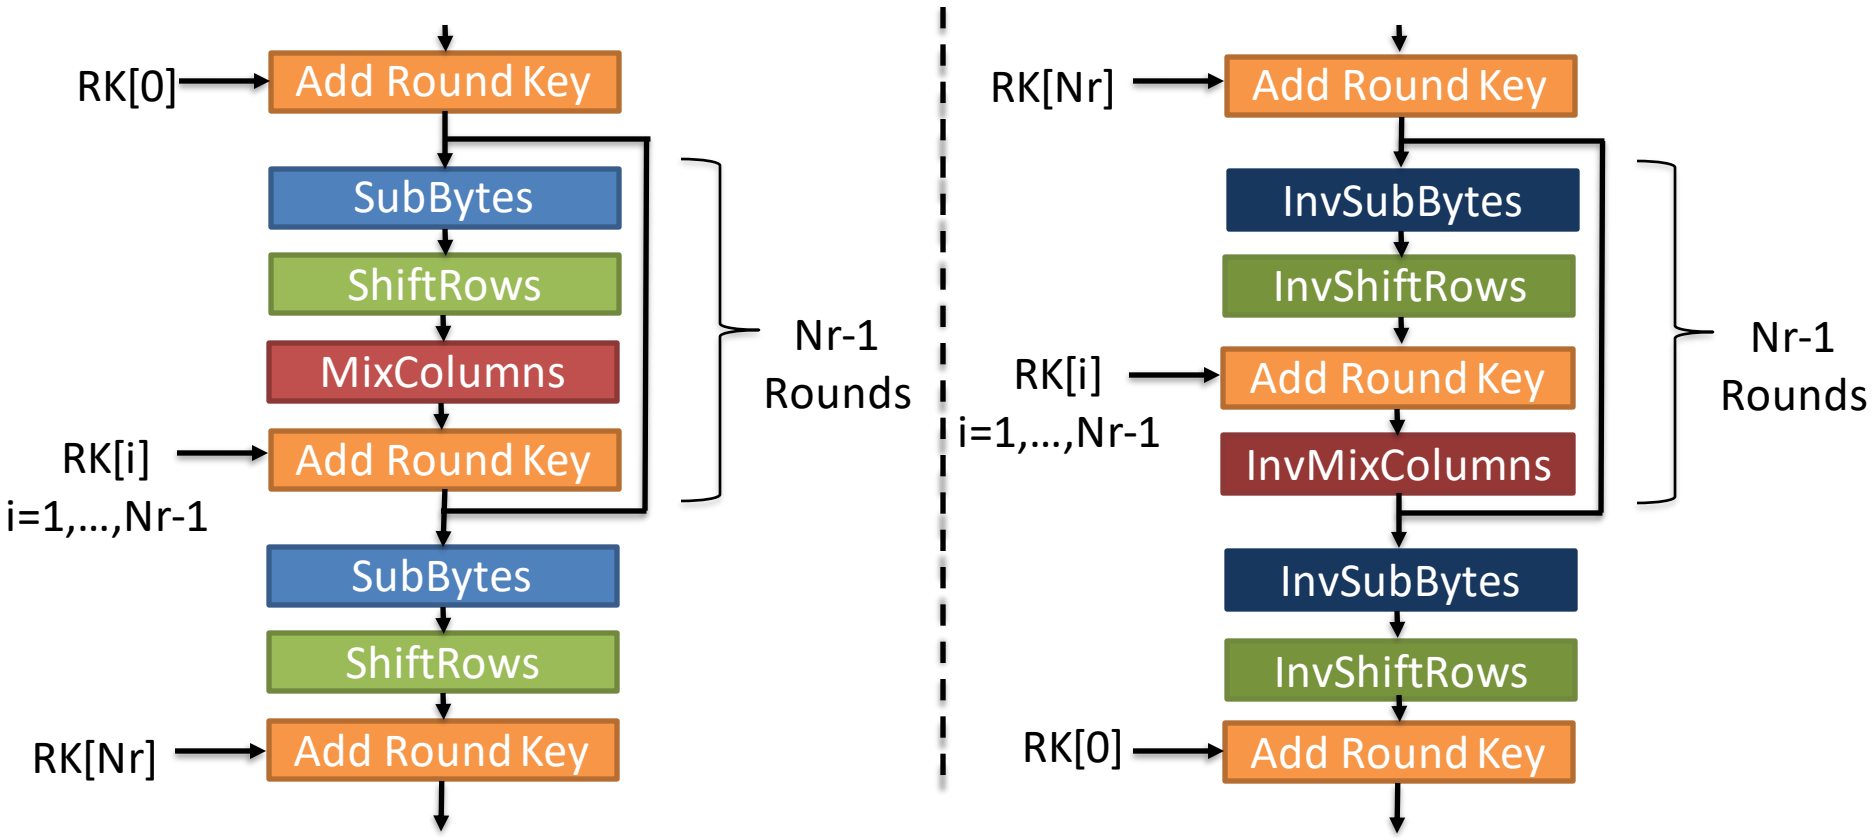 RK[0]
Add Round Key
SubBytes
ShiftRows
MixColumns
RK[i]
i=1,...,Nr-1
Add Round Key
Nr-1
Rounds
SubBytes
ShiftRows
RK[Nr]
Add Round Key
RK[Nr]
Add Round Key
InvSubBytes
InvShiftRows
RK[i]
i=1,...,Nr-1
Add Round Key
InvMixColumns
Nr-1
Rounds
InvSubBytes
InvShiftRows
RK[0]
Add Round Key